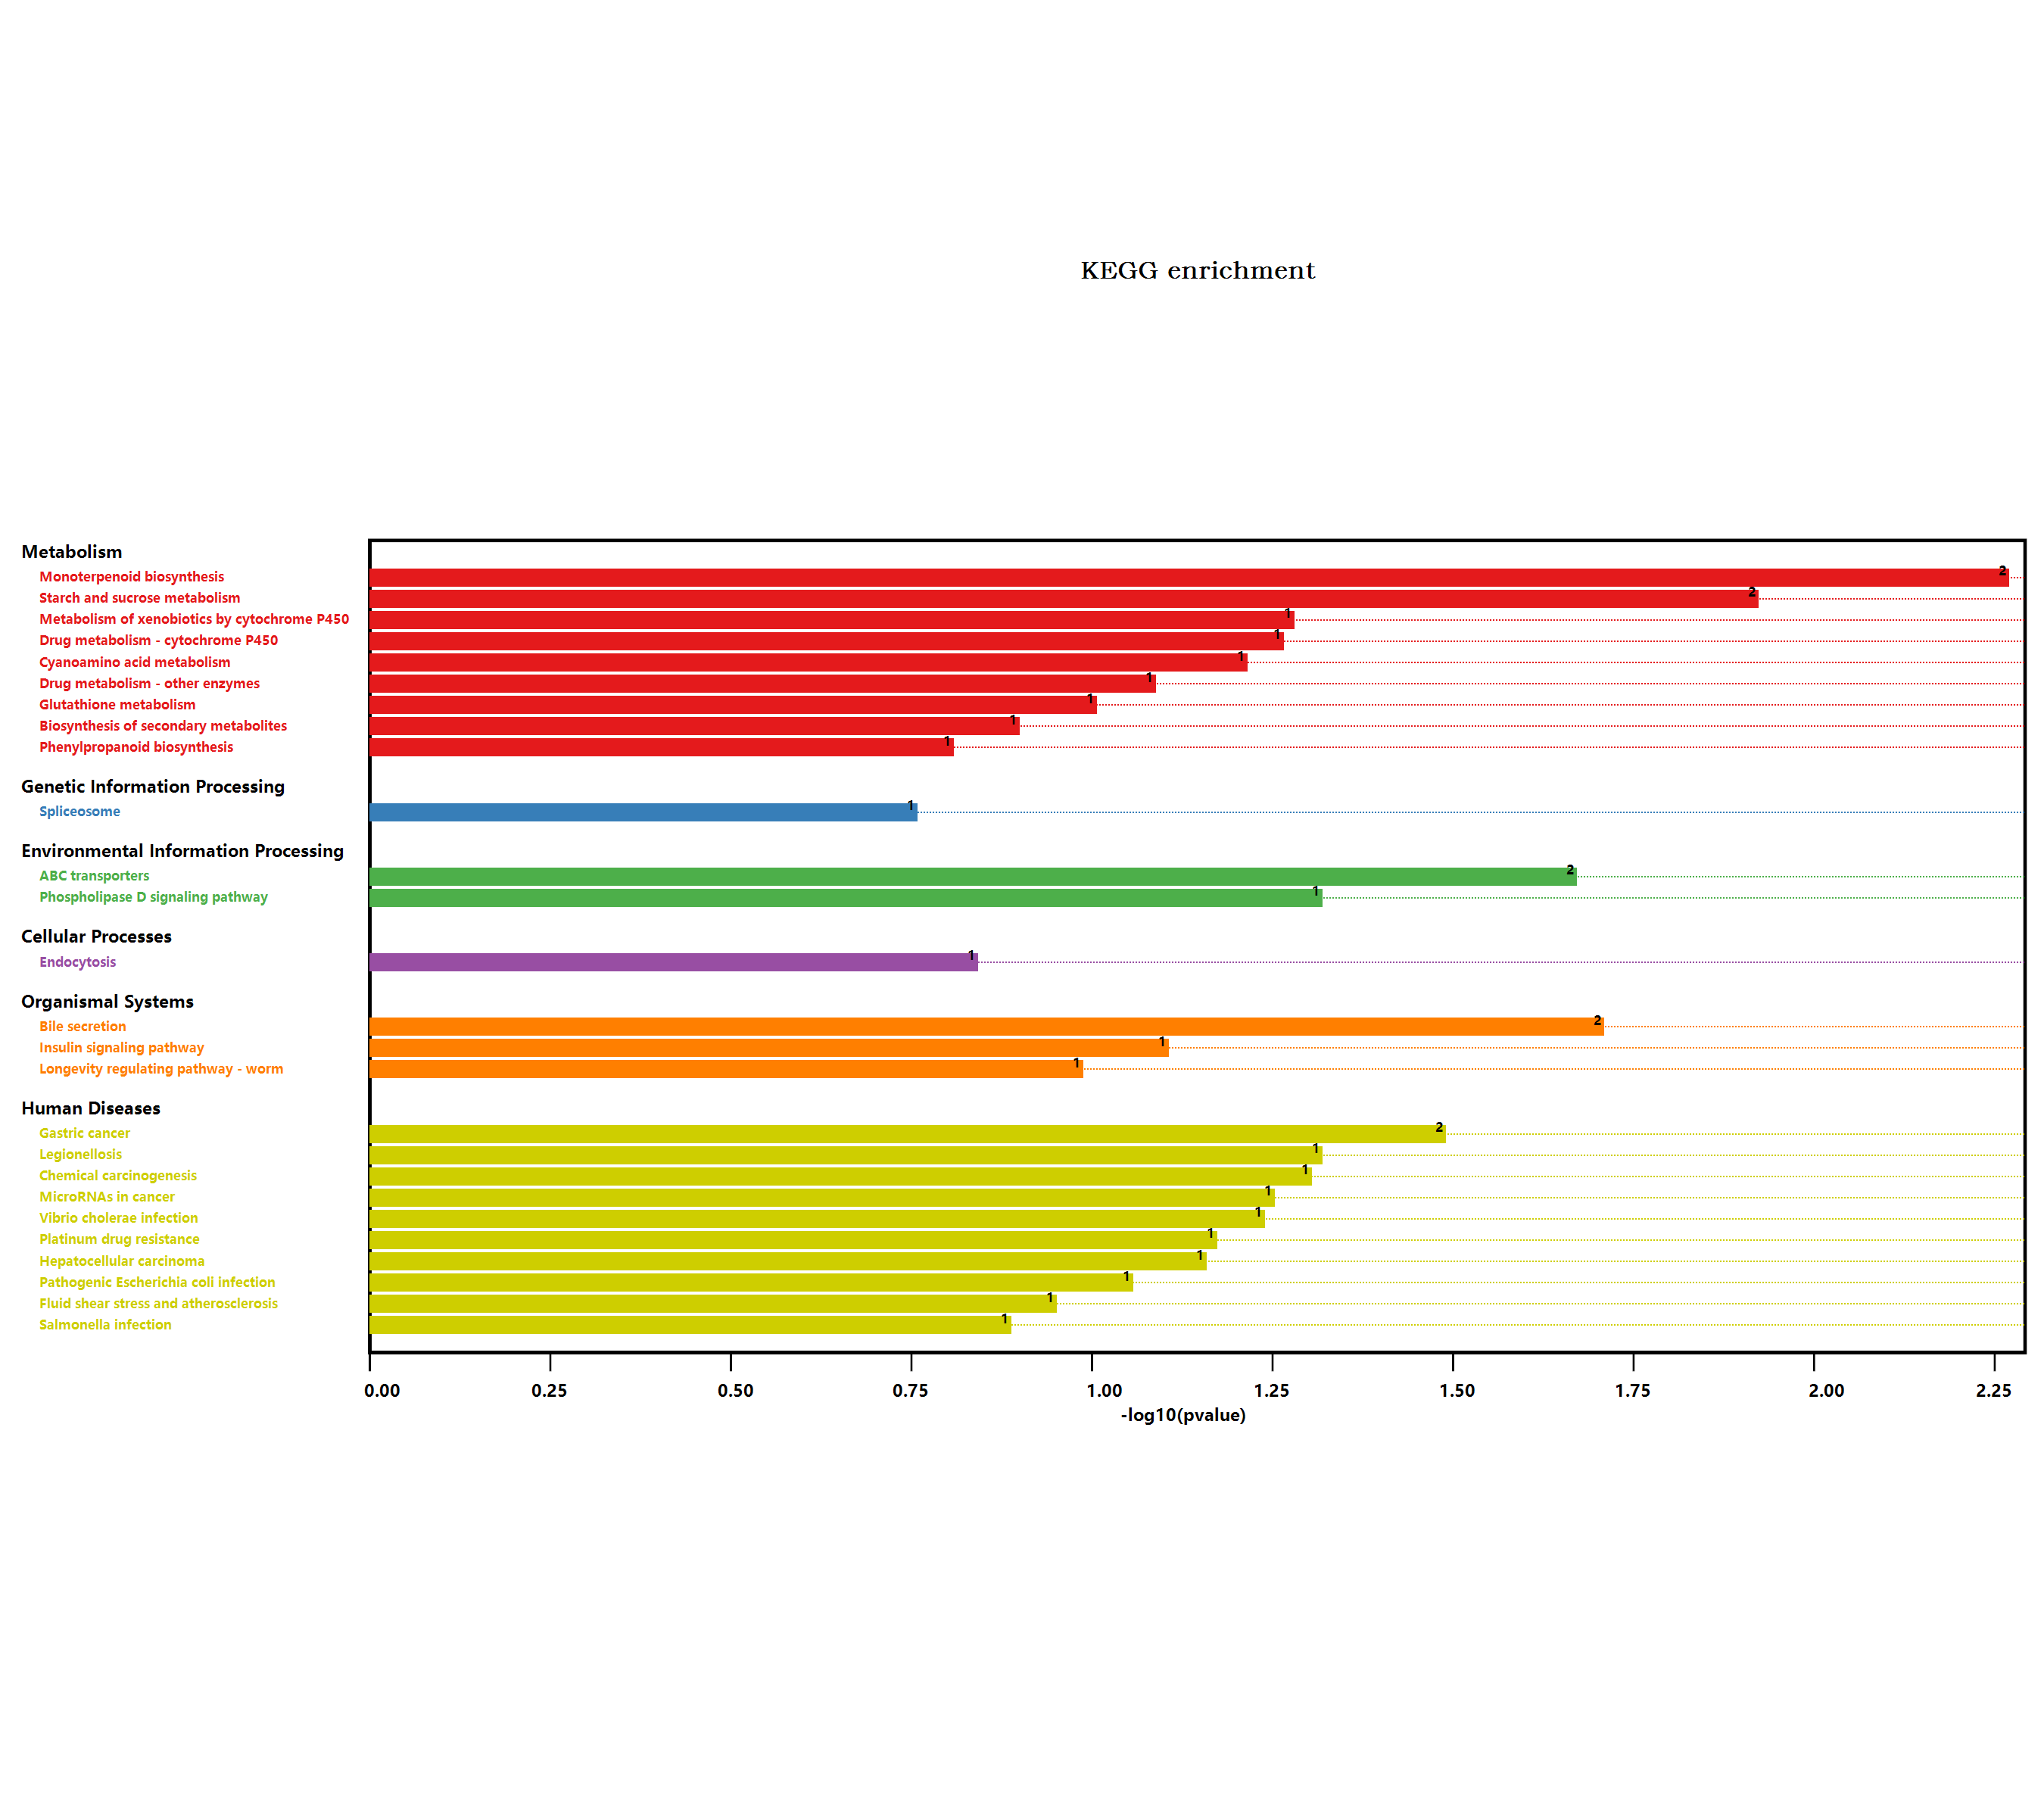 KEGG enrichment
Metabolism
Monoterpenoid biosynthesis 2
Starch and sucrose metabolism 2
Metabolism of xenobiotics by cytochrome P450 1
Drug metabolism - cytochrome P450 1
Cyanoamino acid metabolism 1
Drug metabolism - other enzymes 1
Glutathione metabolism 1
Biosynthesis of secondary metabolites 1
Phenylpropanoid biosynthesis 1
Genetic Information Processing
Spliceosome 1
Environmental Information Processing
ABC transporters 2
Phospholipase D signaling pathway 1
Cellular Processes
Endocytosis 1
Organismal Systems
Bile secretion 2
Insulin signaling pathway 1
Longevity regulating pathway - worm 1
Human Diseases
Gastric cancer 2
Legionellosis 1
Chemical carcinogenesis 1
MicroRNAs in cancer 1
Vibrio cholerae infection 1
Platinum drug resistance 1
Hepatocellular carcinoma 1
Pathogenic Escherichia coli infection 1
Fluid shear stress and atherosclerosis 1
Salmonella infection 1
0.00 0.25 0.50 0.75 1.00 1.25 1.50 1.75 2.00 2.25
-log10(pvalue)